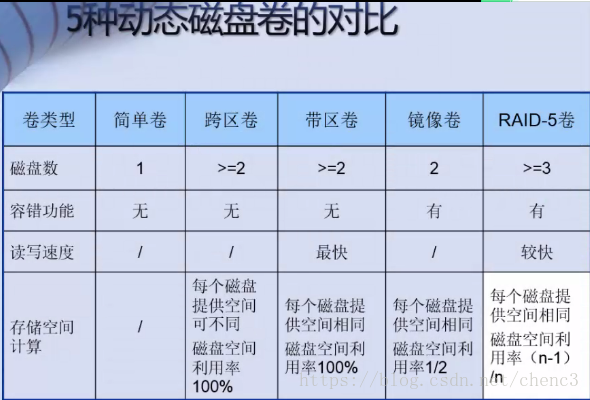 5种动态磁盘卷的对比
卷类型 简单卷 跨区卷 带区卷 镜像卷 RAID-5卷
磁盘数 1 >=2 >=2 2 >=3
容错功能 无 无 无 有 有
读写速度 / / 最快 / 较快
存储空间
计算
/
每个磁盘
提供空间
可不同
磁盘空间
利用率
100%
每个磁盘提
供空间相同
磁盘空间利
用率100%
每个磁盘提
供空间相同
磁盘空间利
用率1/2
每个磁盘提
供空间相同
磁盘空间利
用率（n-1）
/n
https://blog.csdn.net/chenc3